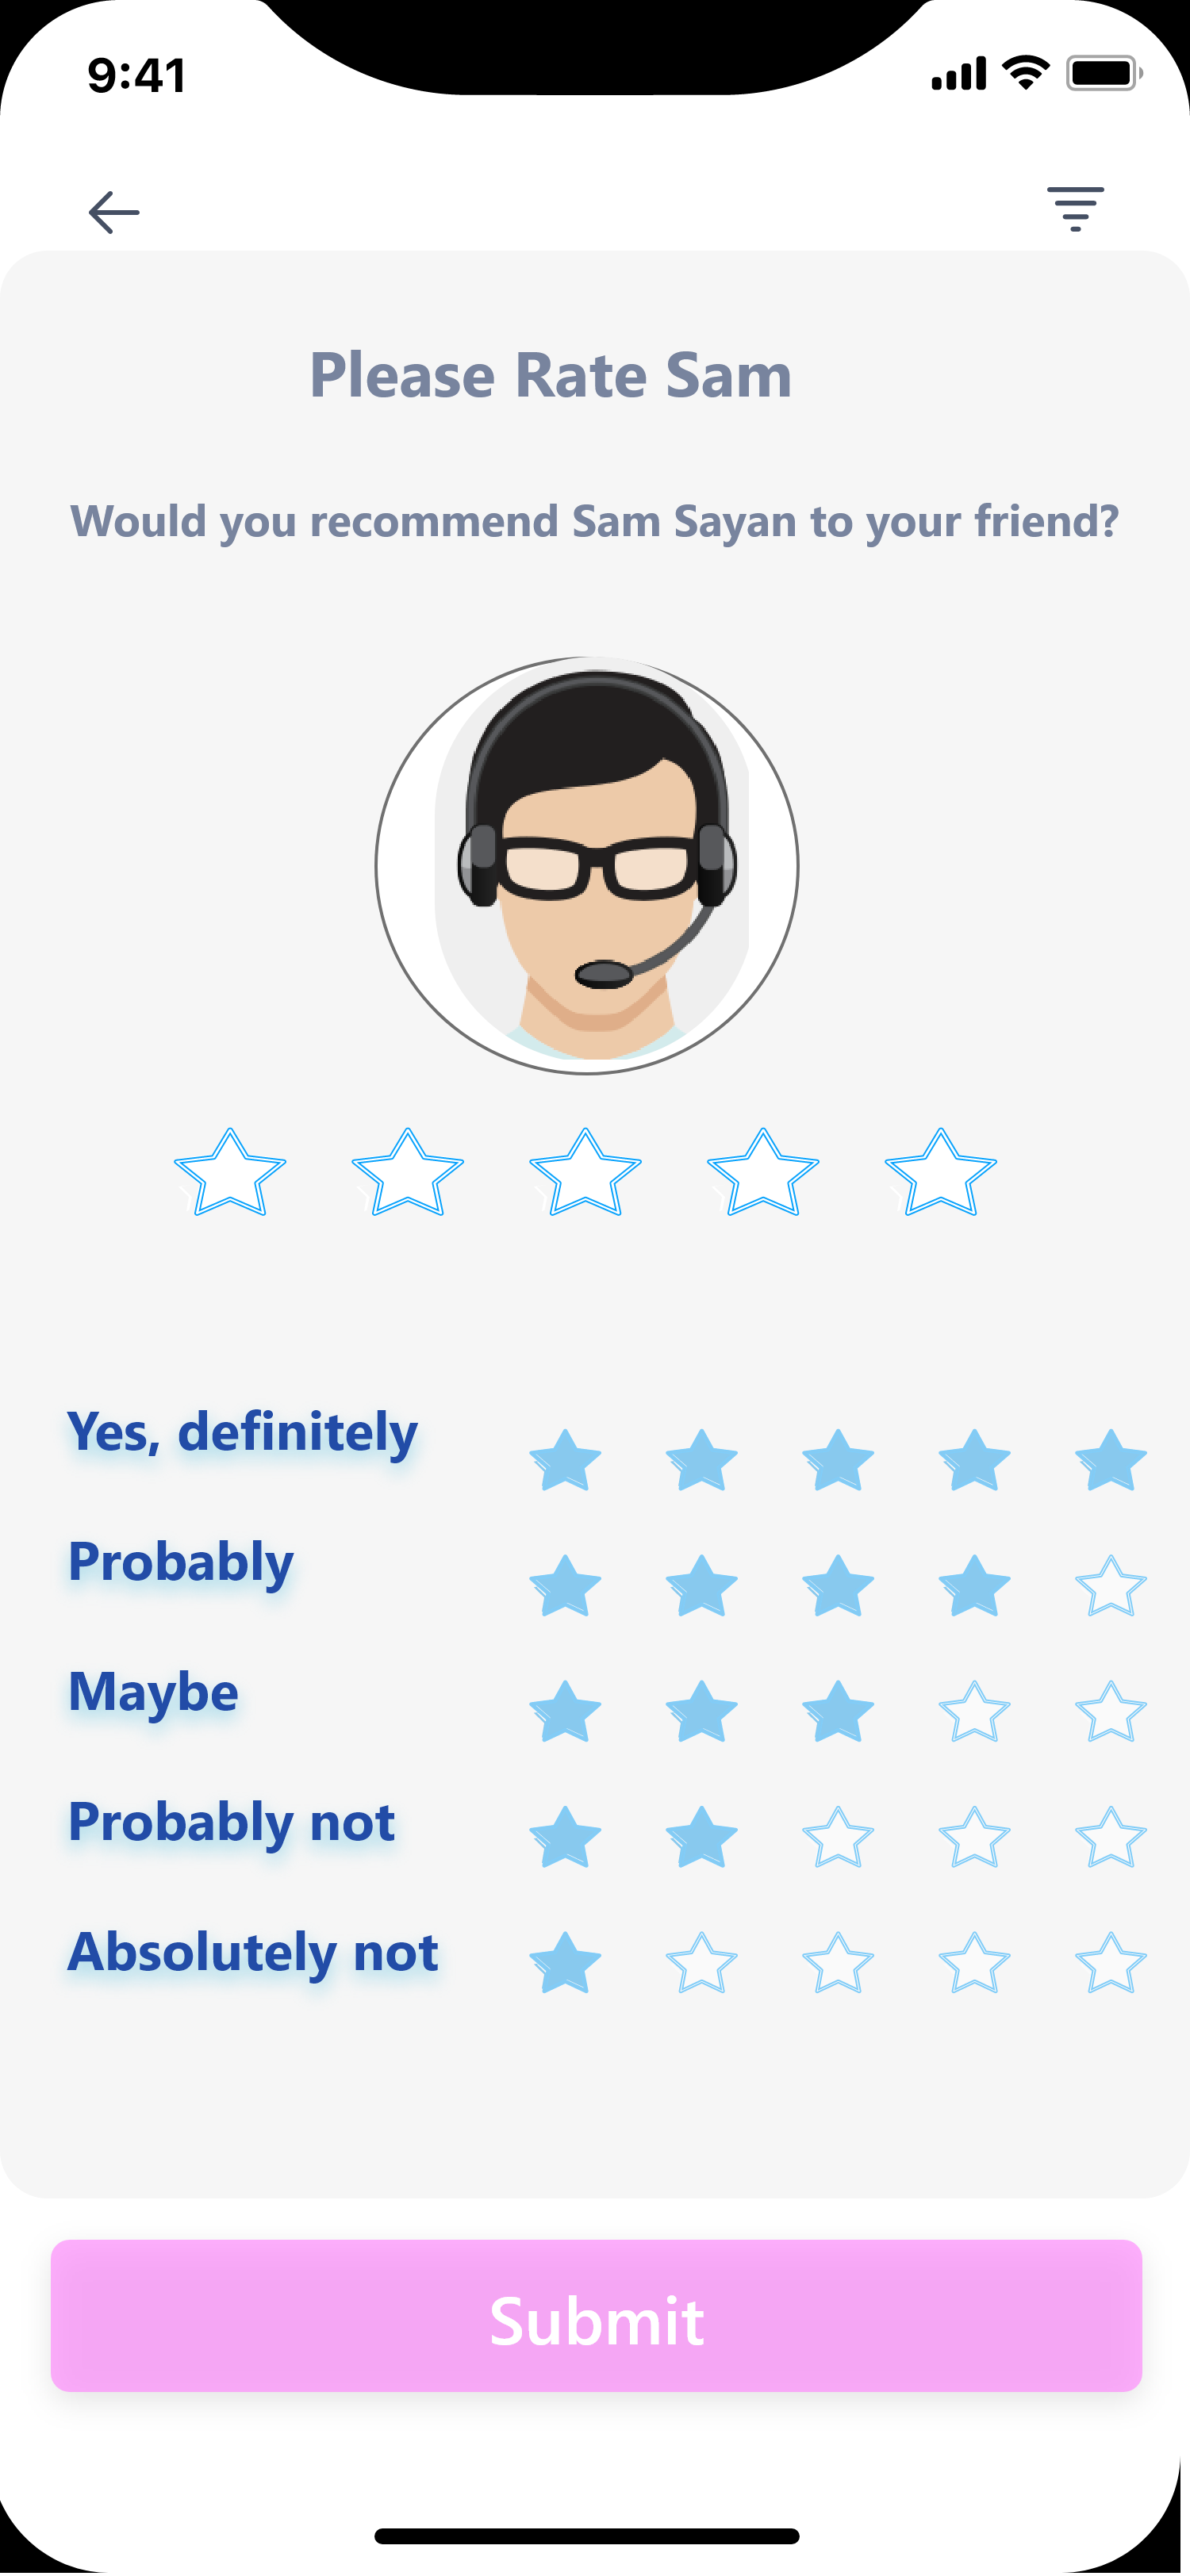 9:41
Please Rate Sam
Would you recommend Sam Sayan to your friend?
Yes, definitely
Probably
Maybe
Probably not
Absolutely not
Submit